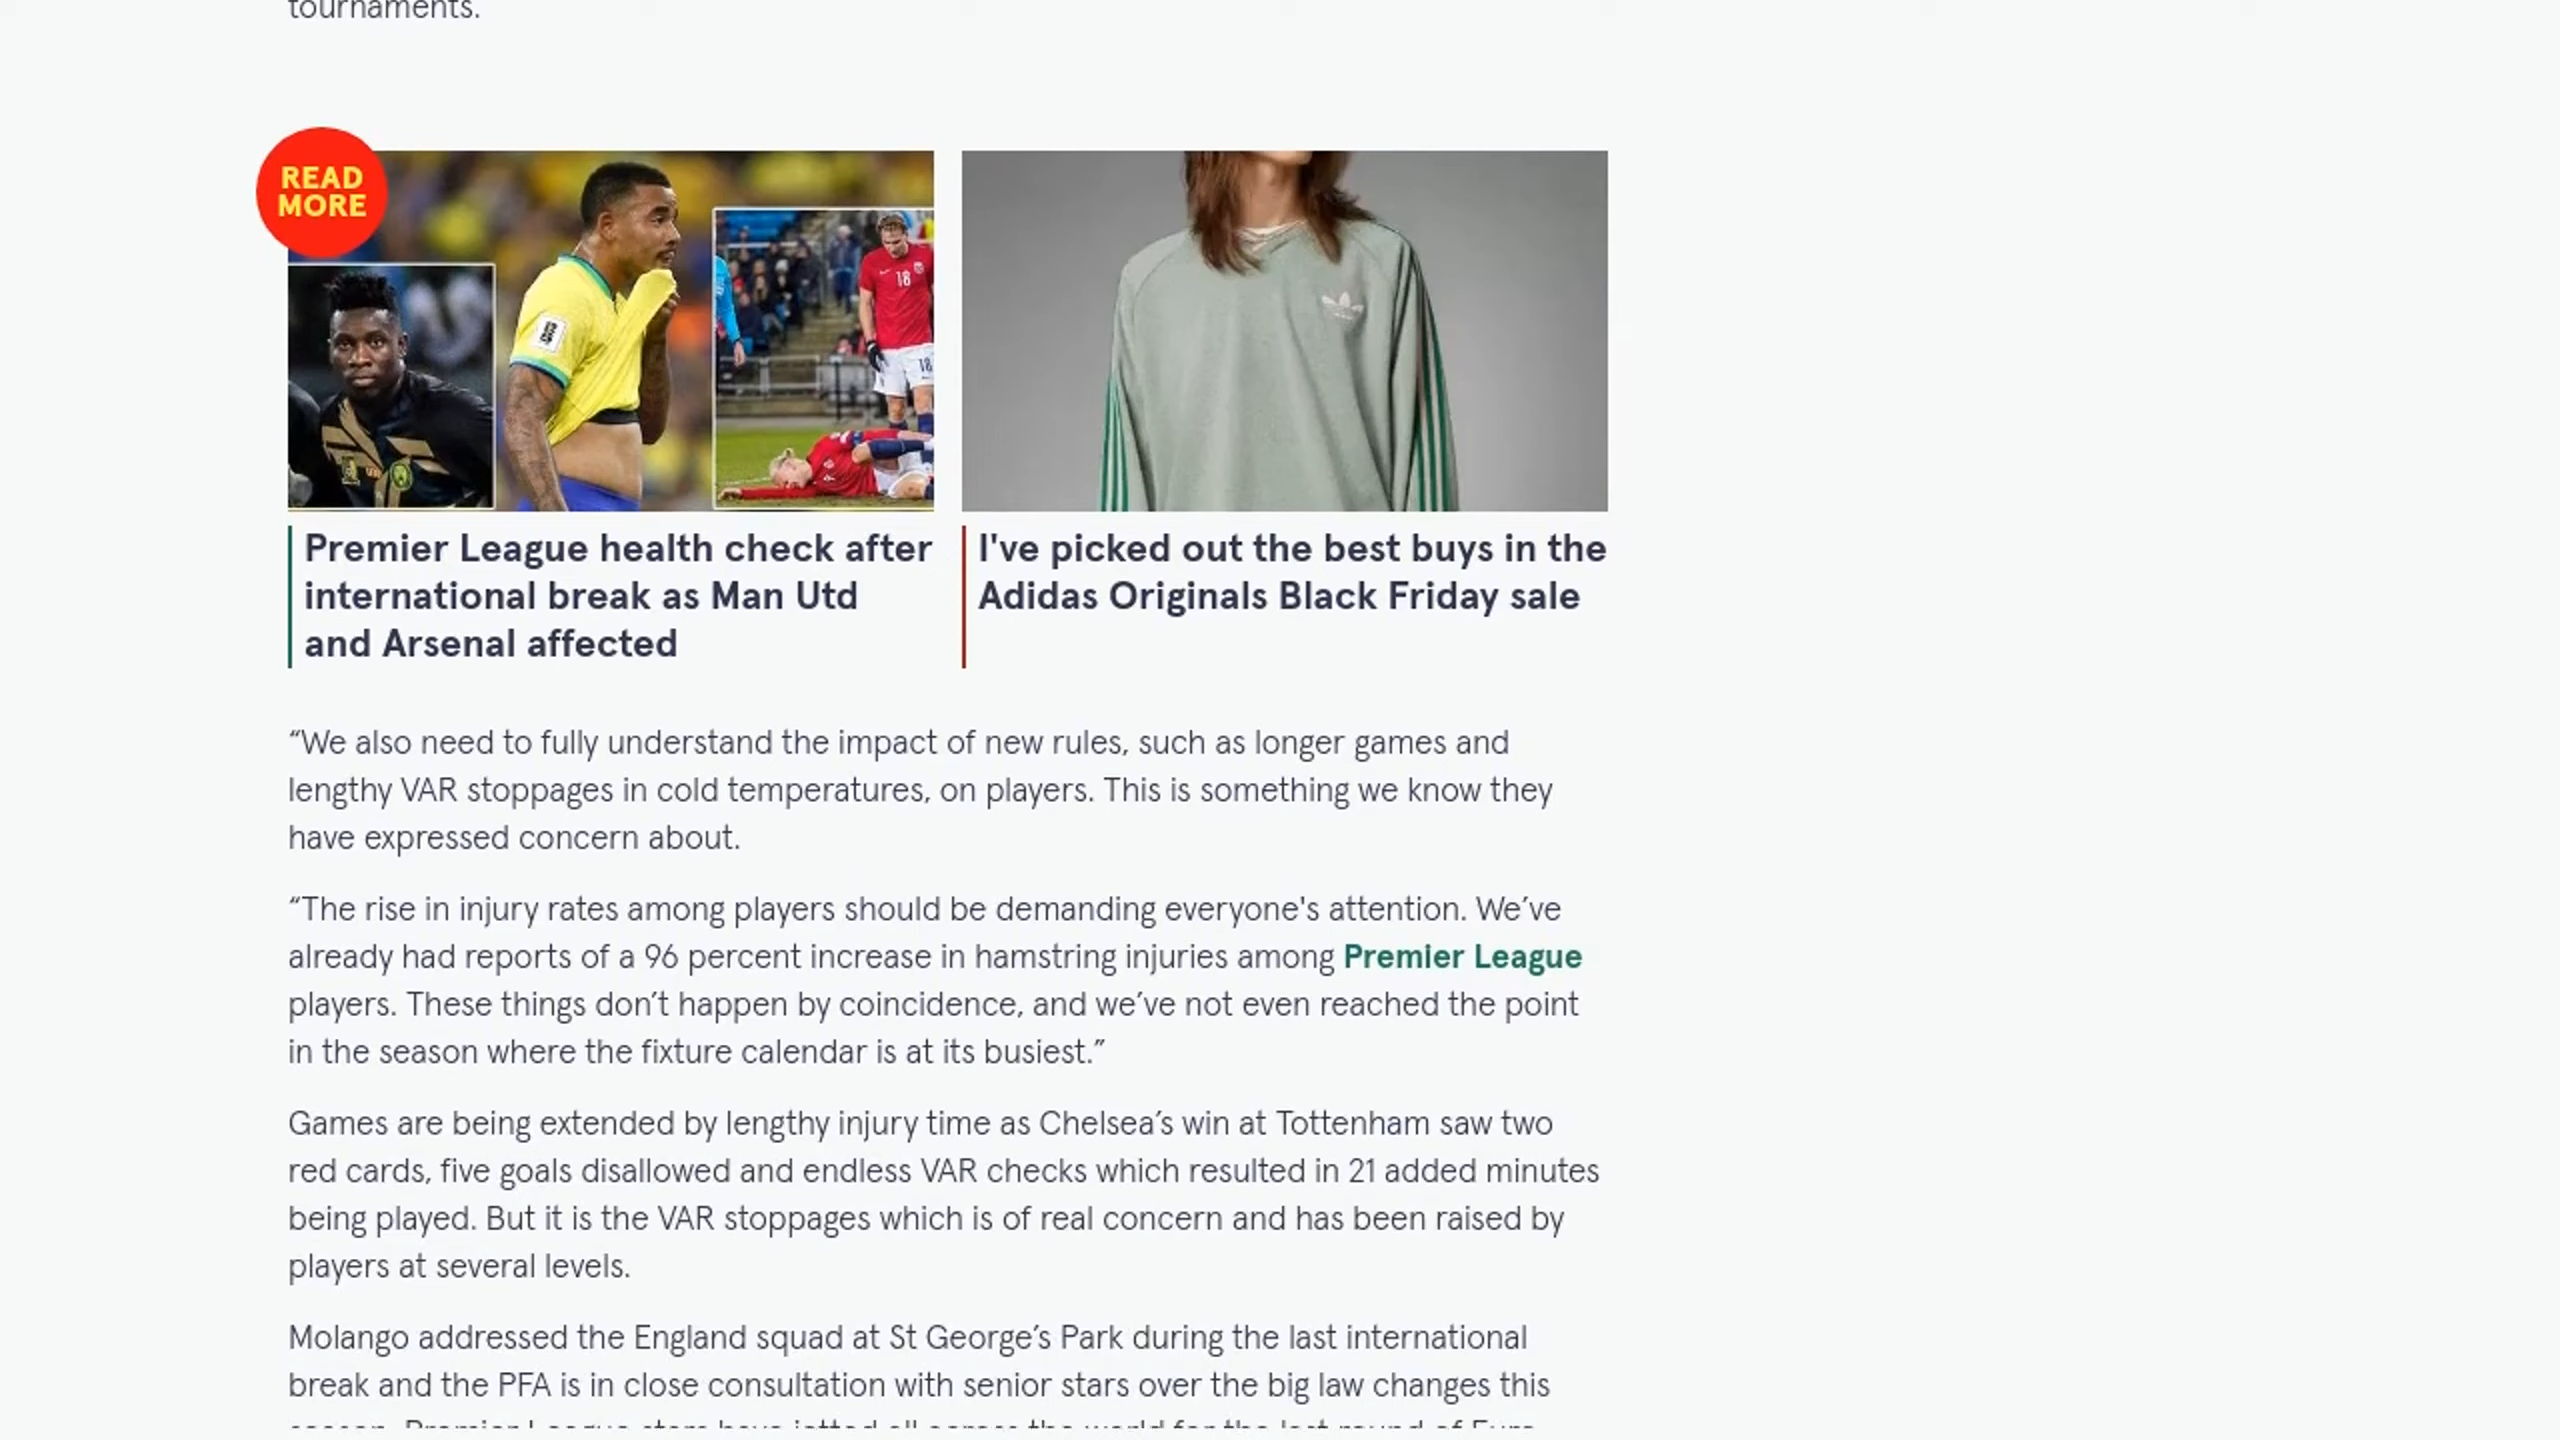 tournaments.
READ
MORE
18
18
Premier League health check after
international break as Man Utd
and Arsenal affected
I've picked out the best buys in the
Adidas Originals Black Friday sale
“We also need to fully understand the impact of new rules, such as longer games and
lengthy VAR stoppages in cold temperatures, on players. This is something we know they
have expressed concern about.
“The rise in injury rates among players should be demanding everyone's attention. We’ve
already had reports of a 96 percent increase in hamstring injuries among Premier League
players. These things don’t happen by coincidence, and we’ve not even reached the point
in the season where the fixture calendar is at its busiest.”
Games are being extended by lengthy injury time as Chelsea’s win at Tottenham saw two
red cards, five goals disallowed and endless VAR checks which resulted in 21 added minutes
being played. But it is the VAR stoppages which is of real concern and has been raised by
players at several levels.
Molango addressed the England squad at St George’s Park during the last international
break and the PFA is in close consultation with senior stars over the big law changes this